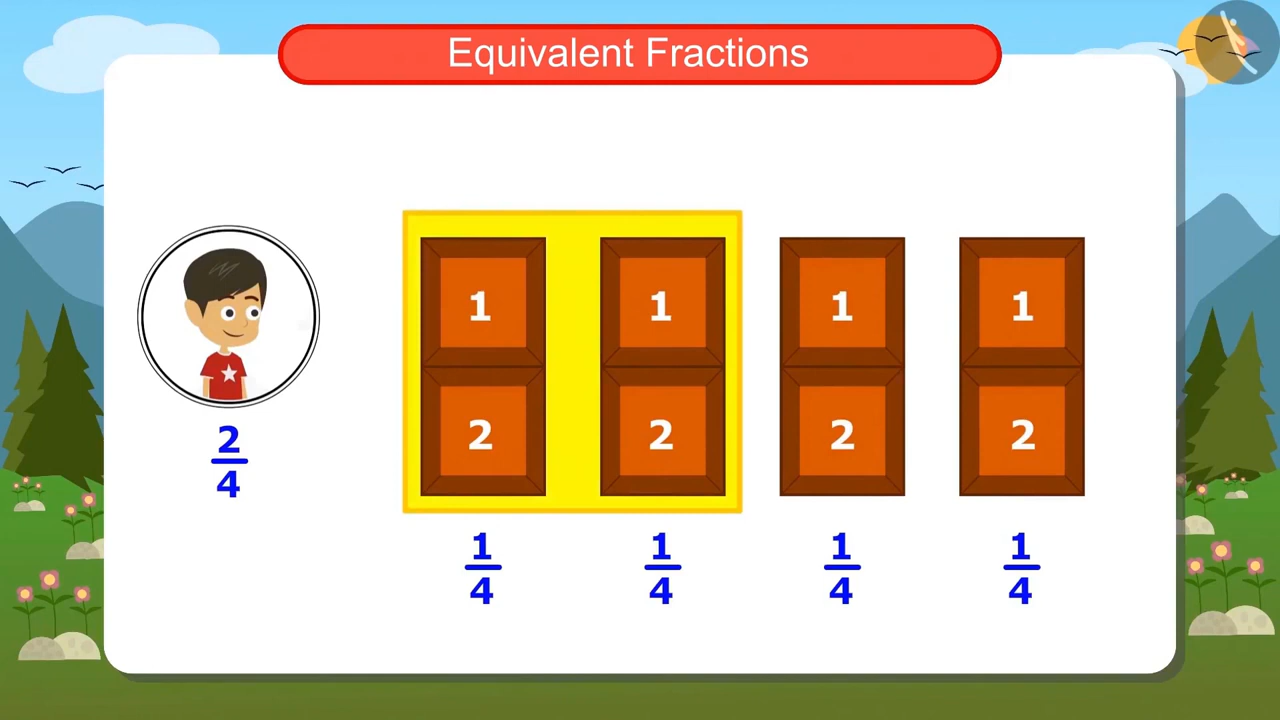 Equivalent Fractions
1 1 1 1
2 2 2 2
2/4
1/4 1/4 1/4 1/4